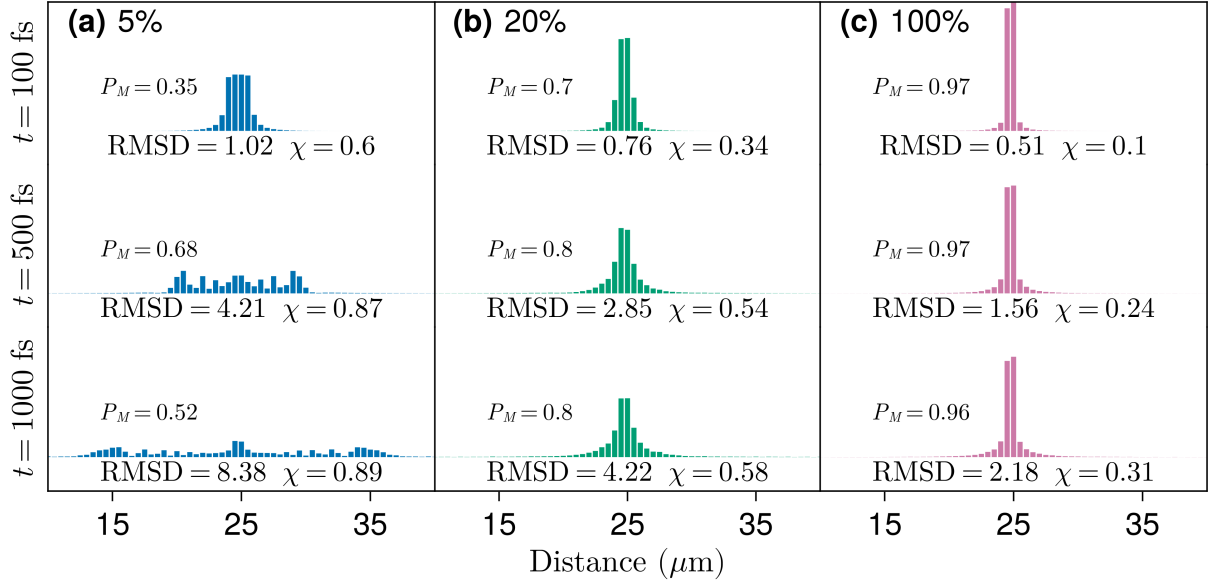 (a) 5% (b) 20% (c) 100%
t = 100 fs
P_M = 0.35 P_M = 0.7 P_M = 0.97
RMSD = 1.02 χ = 0.6 RMSD = 0.76 χ = 0.34 RMSD = 0.51 χ = 0.1
t = 500 fs
P_M = 0.68 P_M = 0.8 P_M = 0.97
RMSD = 4.21 χ = 0.87 RMSD = 2.85 χ = 0.54 RMSD = 1.56 χ = 0.24
t = 1000 fs
P_M = 0.52 P_M = 0.8 P_M = 0.96
RMSD = 8.38 χ = 0.89 RMSD = 4.22 χ = 0.58 RMSD = 2.18 χ = 0.31
15 25 35 15 25 35 15 25 35
Distance (μm)